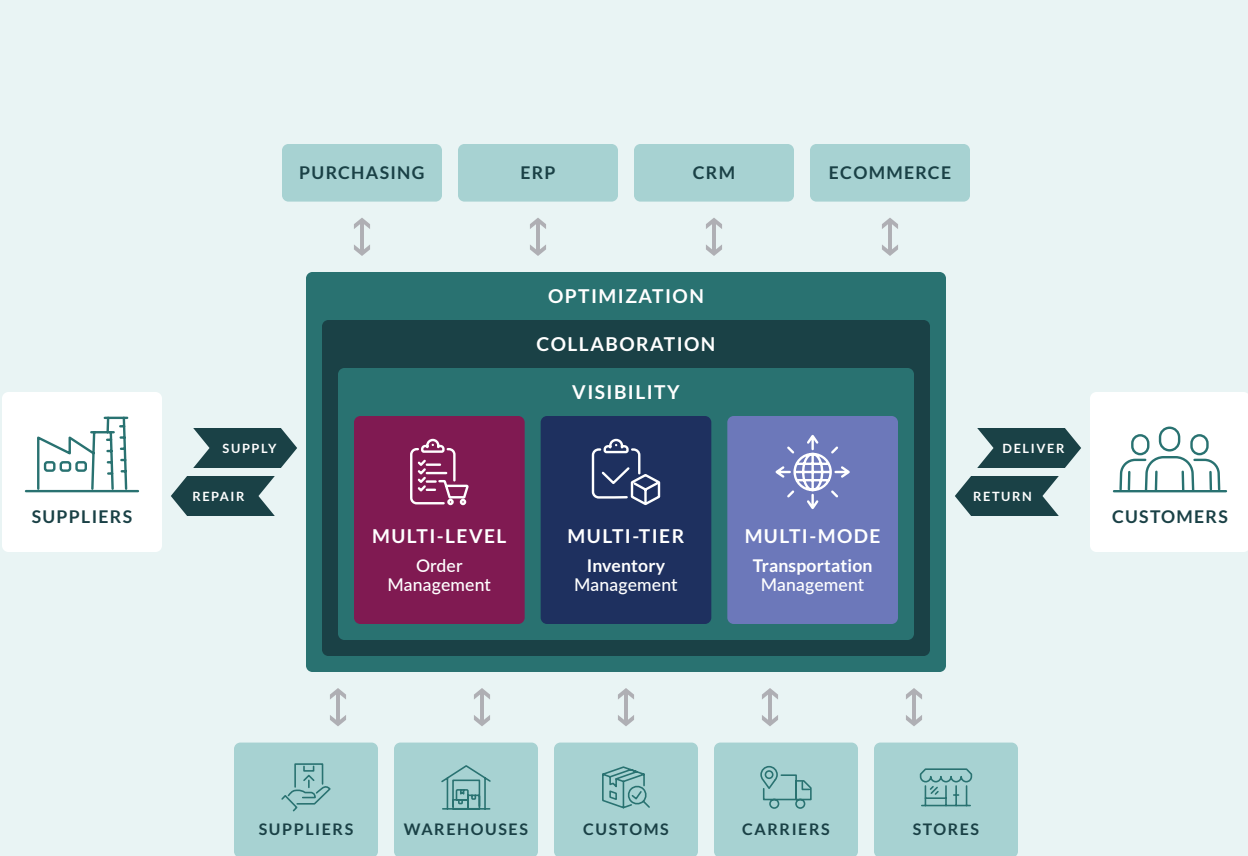 PURCHASING
ERP
CRM
ECOMMERCE
OPTIMIZATION
COLLABORATION
VISIBILITY
SUPPLY
REPAIR
SUPPLIERS
MULTI-LEVEL
Order
Management
MULTI-TIER
Inventory
Management
MULTI-MODE
Transportation
Management
DELIVER
RETURN
CUSTOMERS
SUPPLIERS
WAREHOUSES
CUSTOMS
CARRIERS
STORES